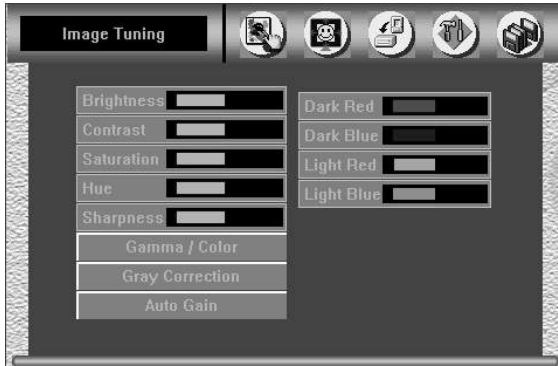 Image Tuning
Brightness
Contrast
Saturation
Hue
Sharpness
Gamma / Color
Gray Correction
Auto Gain
Dark Red
Dark Blue
Light Red
Light Blue